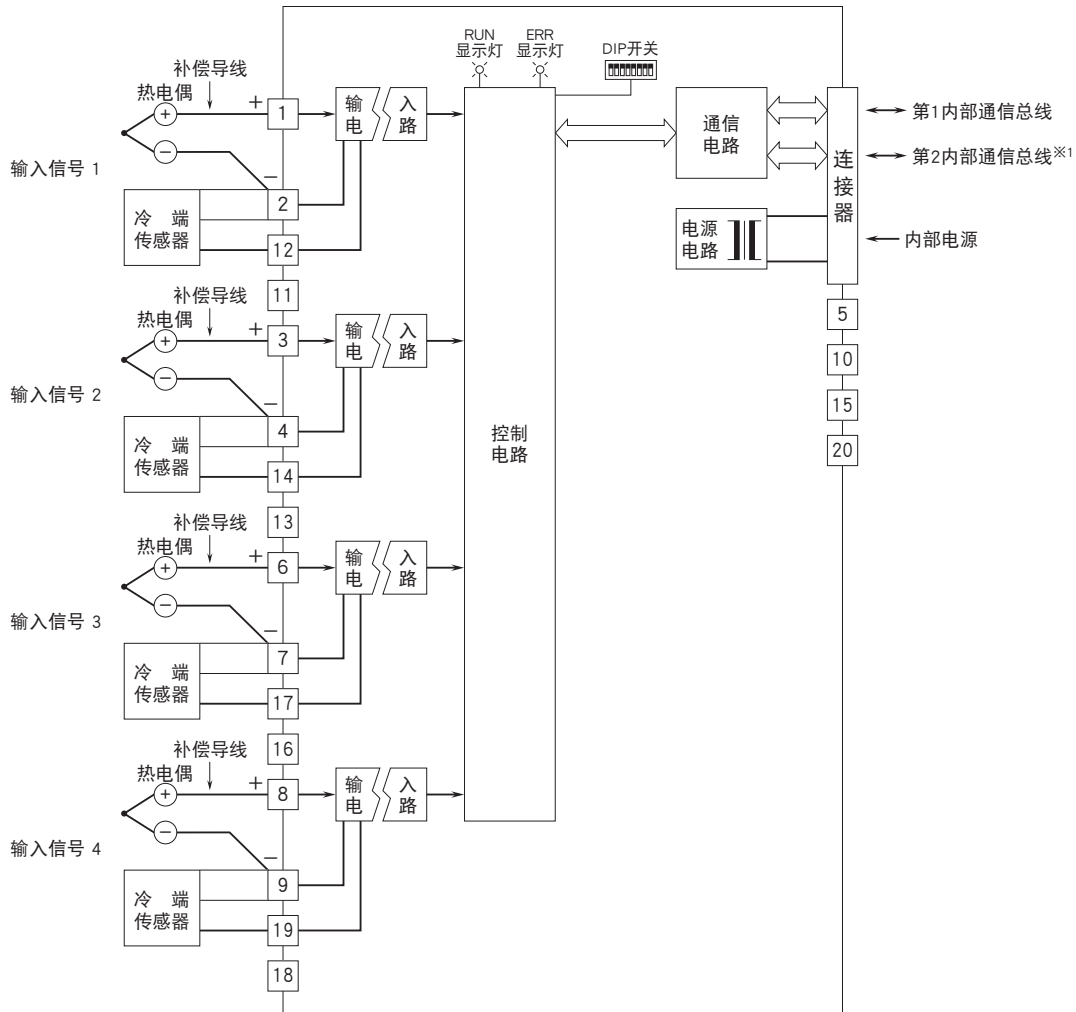 RUN
显示灯
ERR
显示灯
DIP开关
补偿导线
热电偶
+
1
输 入
电 路
通信
电路
连接器
第1内部通信总线
第2内部通信总线※1
输入信号 1
−
2
冷 端
传感器
12
电源
电路
内部电源
11
补偿导线
热电偶
+
3
输 入
电 路
5
10
15
20
输入信号 2
−
4
冷 端
传感器
14
控制
电路
13
补偿导线
热电偶
+
6
输 入
电 路
输入信号 3
−
7
冷 端
传感器
17
16
补偿导线
热电偶
+
8
输 入
电 路
输入信号 4
−
9
冷 端
传感器
19
18